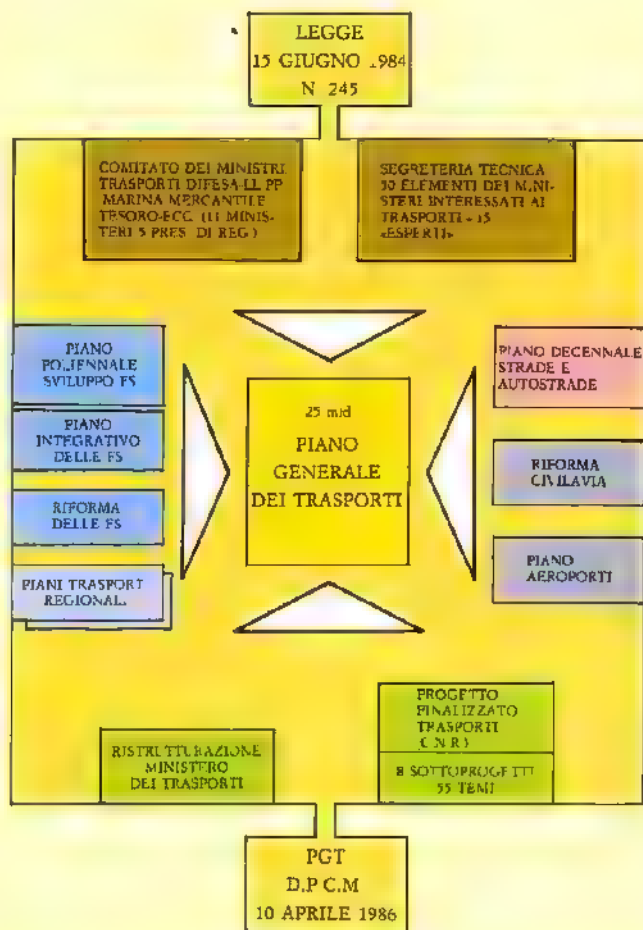 LEGGE
15 GIUGNO 1984
N 245
COMITATO DEI MINISTRI
TRASPORTI DIFESA-LL PP
MARINA MERCANTILE
TESORO-ECC. (11 MINIS-
TERI 5 PRES. DI REG)
SEGRETERIA TECNICA
30 ELEMENTI DEI MINI-
STERI INTERESSATI AI
TRASPORTI - 15
«ESPERTI»
PIANO
POLIENNALE
SVILUPPO FS
PIANO
INTEGRATIVO
DELLE FS
RIFORMA
DELLE FS
PIANI TRASPORT
REGIONALI
25 mld
PIANO
GENERALE
DEI TRASPORTI
PIANO DECENNALE
STRADE E
AUTOSTRADE
RIFORMA
CIVILAVIA
PIANO
AEROPORTI
RISTRUTTURAZIONE
MINISTERO
DEI TRASPORTI
PROGETTO
FINALIZZATO
TRASPORTI
(C.N.R)
8 SOTTOPROGETTI
55 TEMI
PGT
D.P.C.M
10 APRILE 1986